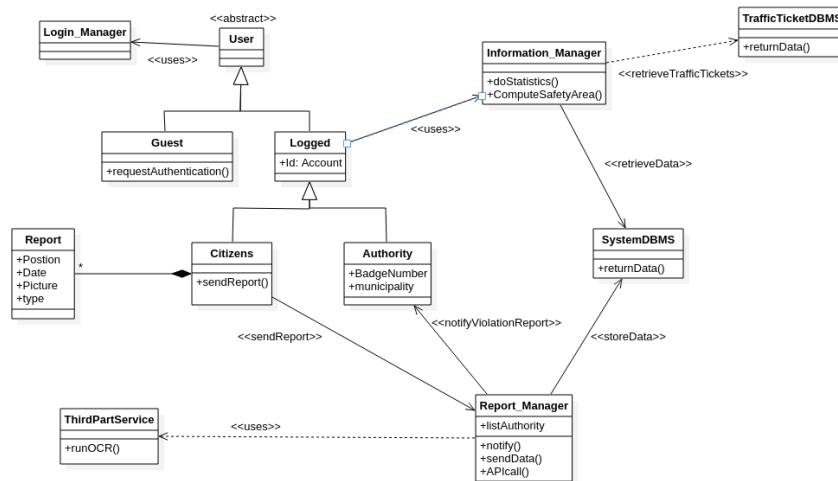 <<abstract>>
TrafficTicketDBMS
+returnData()
Login_Manager
User
<<uses>>
Information_Manager
+doStatistics()
+ComputeSafetyArea()
<<retrieveTrafficTickets>>
Guest
+requestAuthentication()
Logged
+Id: Account
<<uses>>
<<retrieveData>>
Report
+Postion
+Date
+Picture
+type
*
Citizens
+sendReport()
Authority
+BadgeNumber
+municipality
SystemDBMS
+returnData()
<<sendReport>>
<<notifyViolationReport>>
<<storeData>>
ThirdPartService
+runOCR()
<<uses>>
Report_Manager
+listAuthority
+notify()
+sendData()
+APIcall()